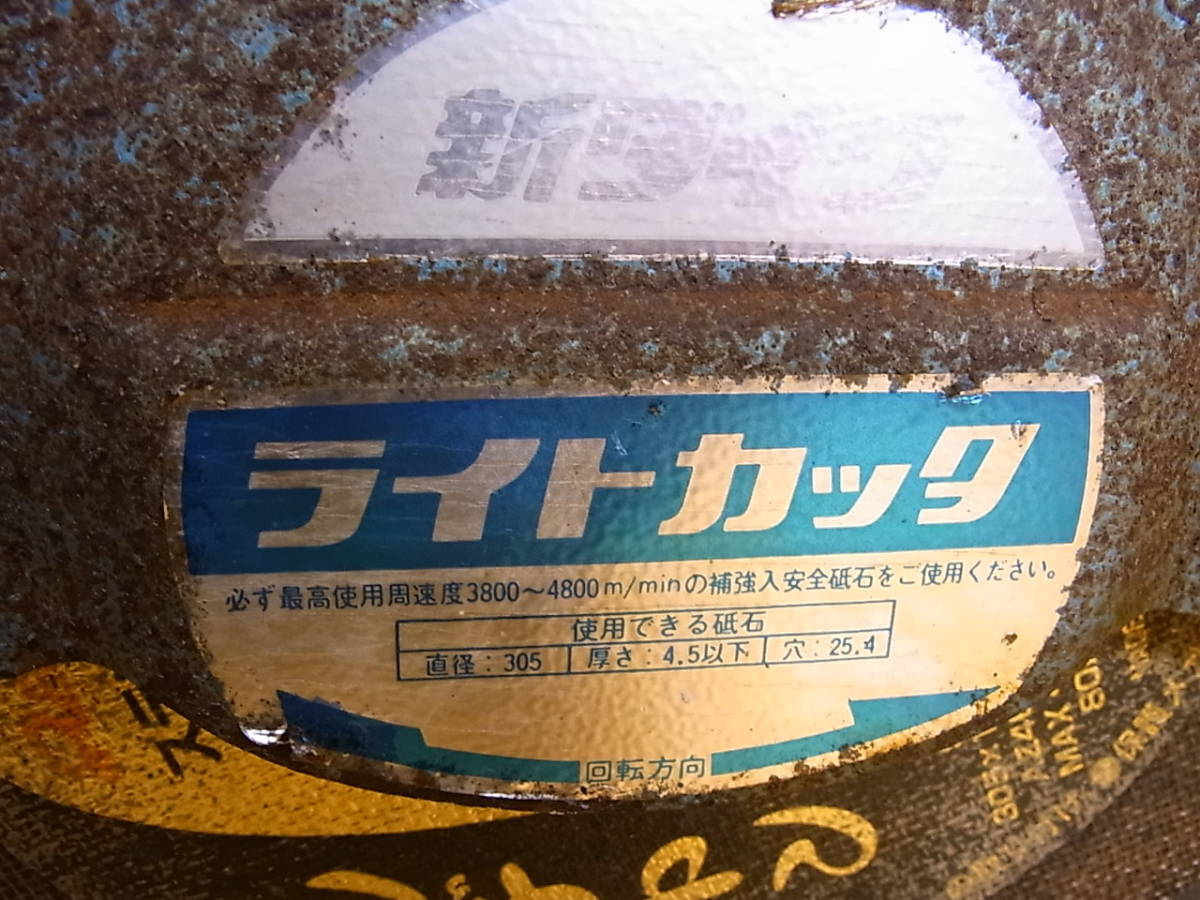 新ダイワ
ライトカッタ
必ず最高使用周速度3800～4800m/minの補強入安全砥石をご使用ください。
使用できる砥石
直径：305 厚さ：4.5以下 穴：25.4
回転方向
305×
MAX.